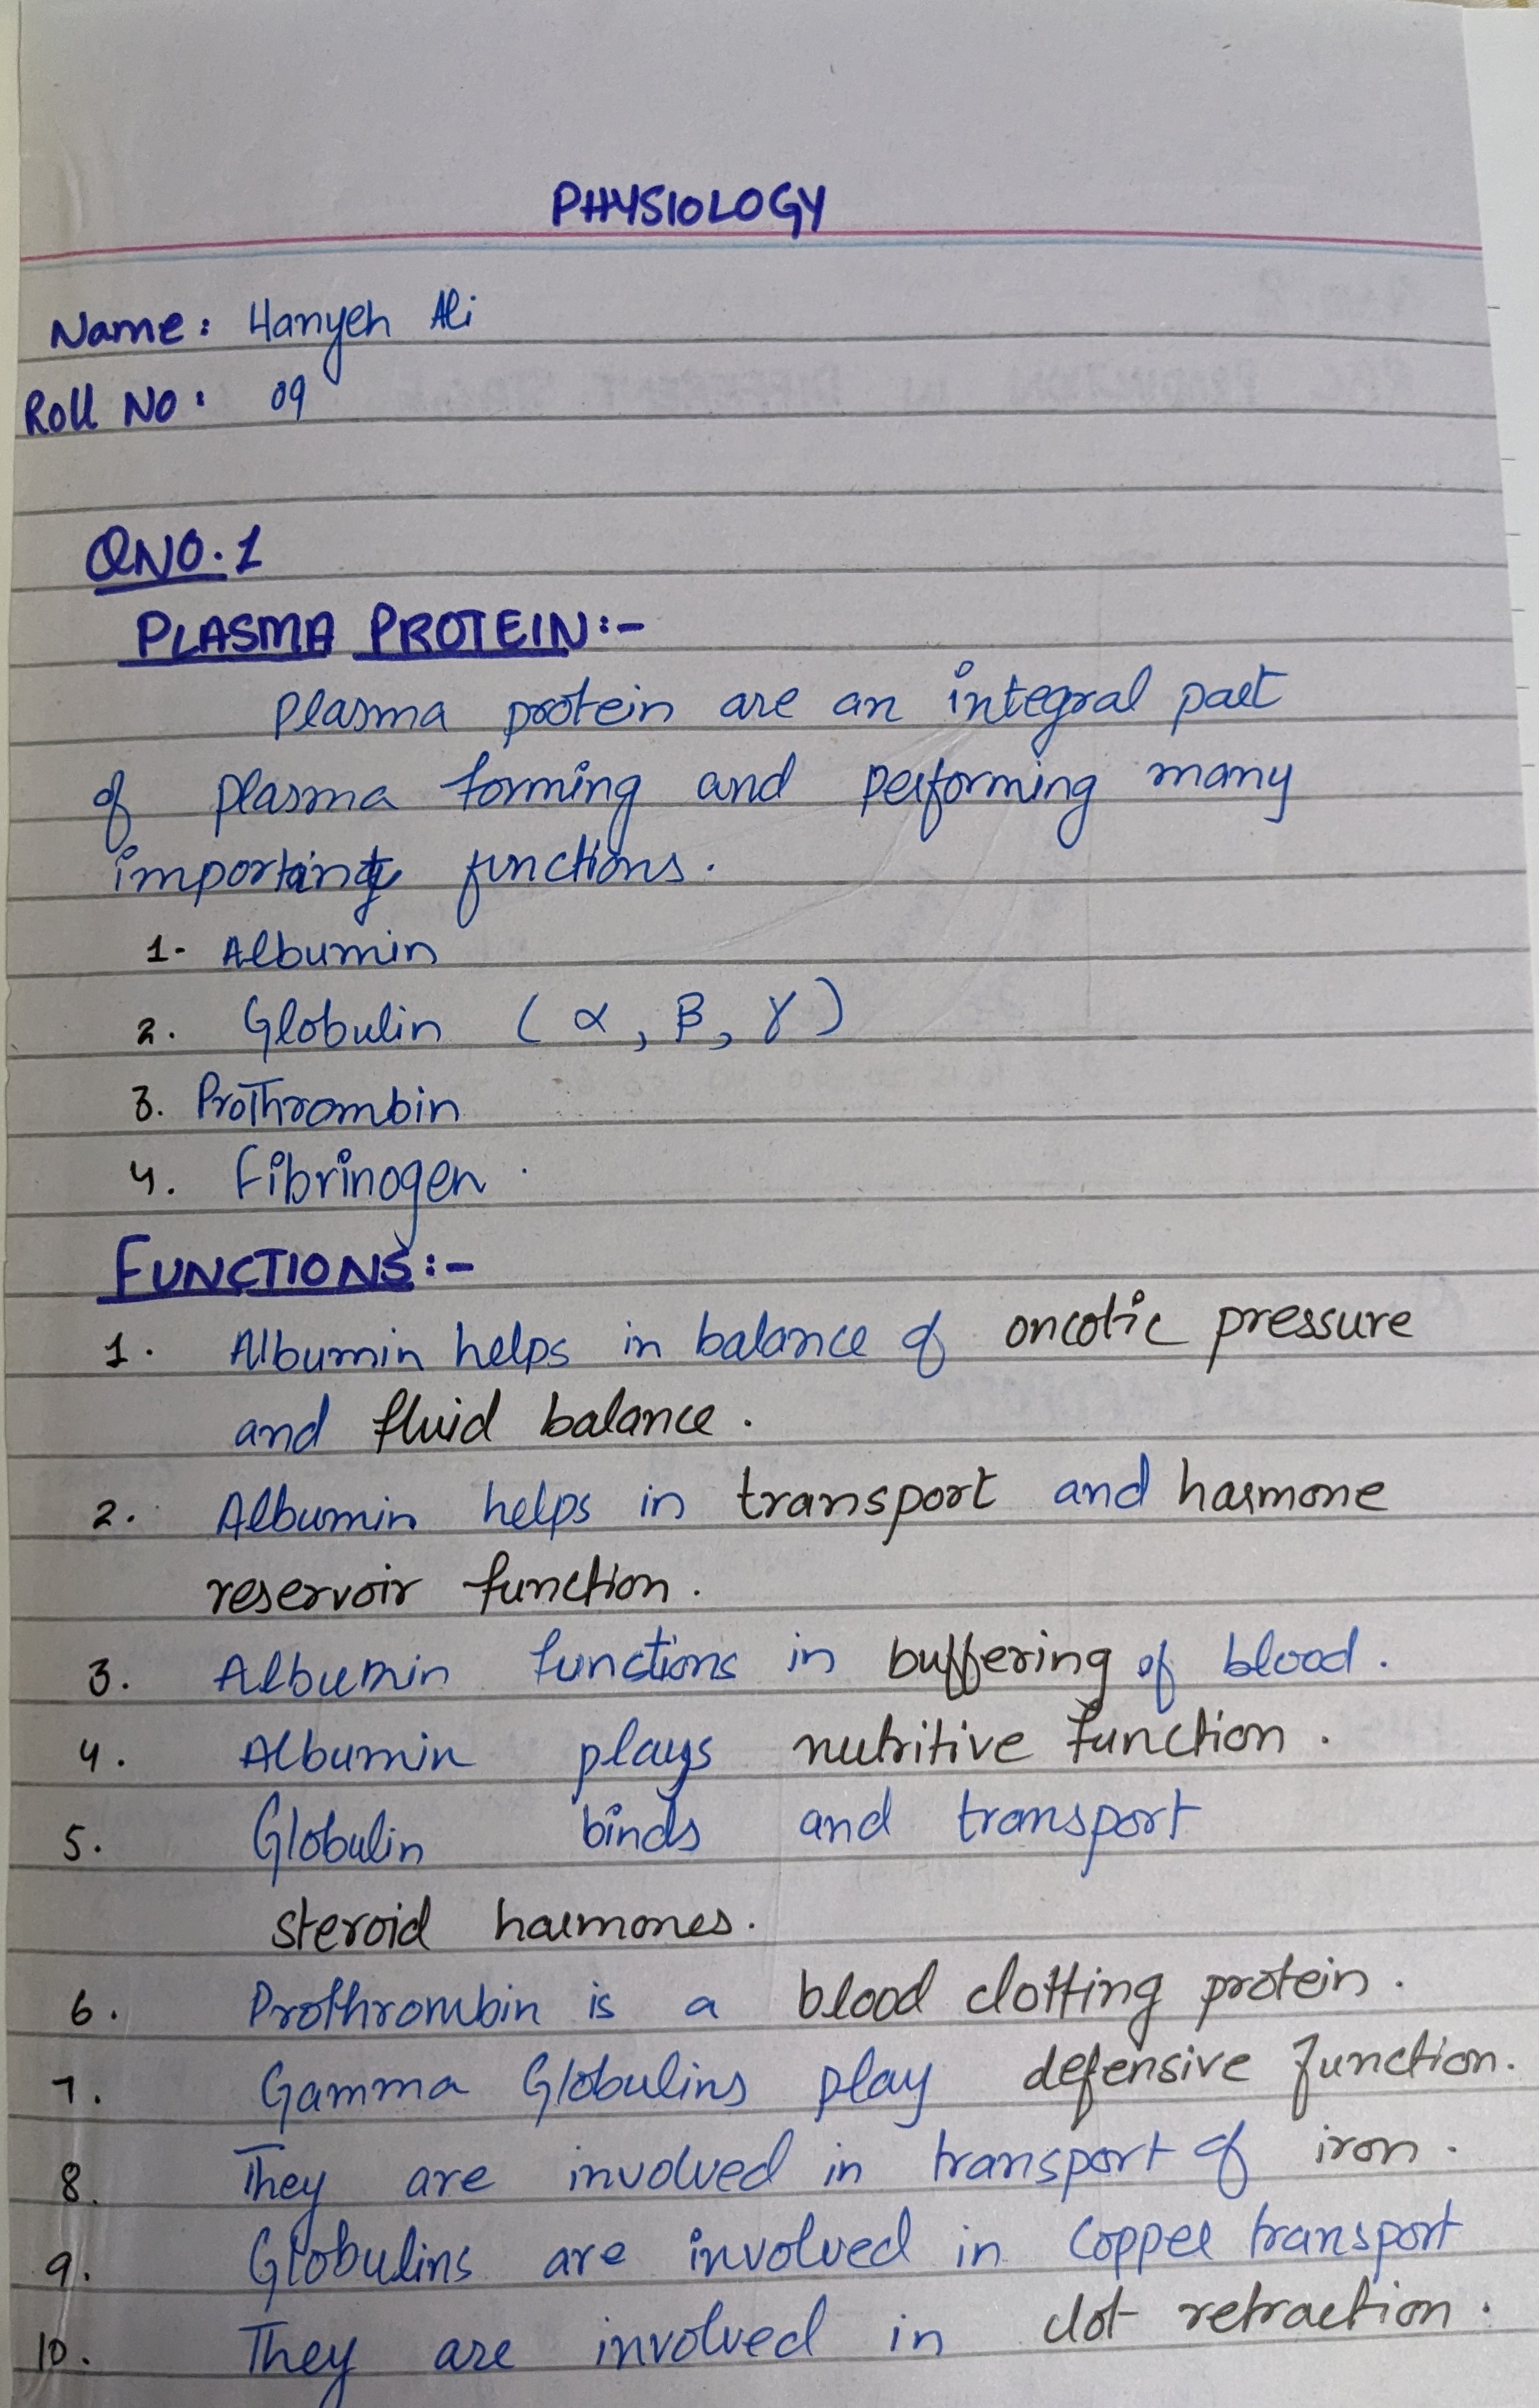 PHYSIOLOGY
Name: Hanyeh Ali
Roll No: 09
QNO.1
PLASMA PROTEIN:-
Plasma protein are an integral part
of plasma forming and performing many
important functions.
1- Albumin
2. Globulin (α, β, γ)
3. Prothrombin
4. Fibrinogen
FUNCTIONS:-
1. Albumin helps in balance of oncotic pressure
and fluid balance.
2. Albumin helps in transport and harmone
reservoir function.
3. Albumin functions in buffering of blood.
4. Albumin plays nutritive function.
5. Globulin binds and transport
steroid harmones.
6. Prothrombin is a blood clotting protein.
7. Gamma Globulins play defensive function.
8. They are involved in transport of iron.
9. Globulins are involved in Copper transport
10. They are involved in clot retraction.